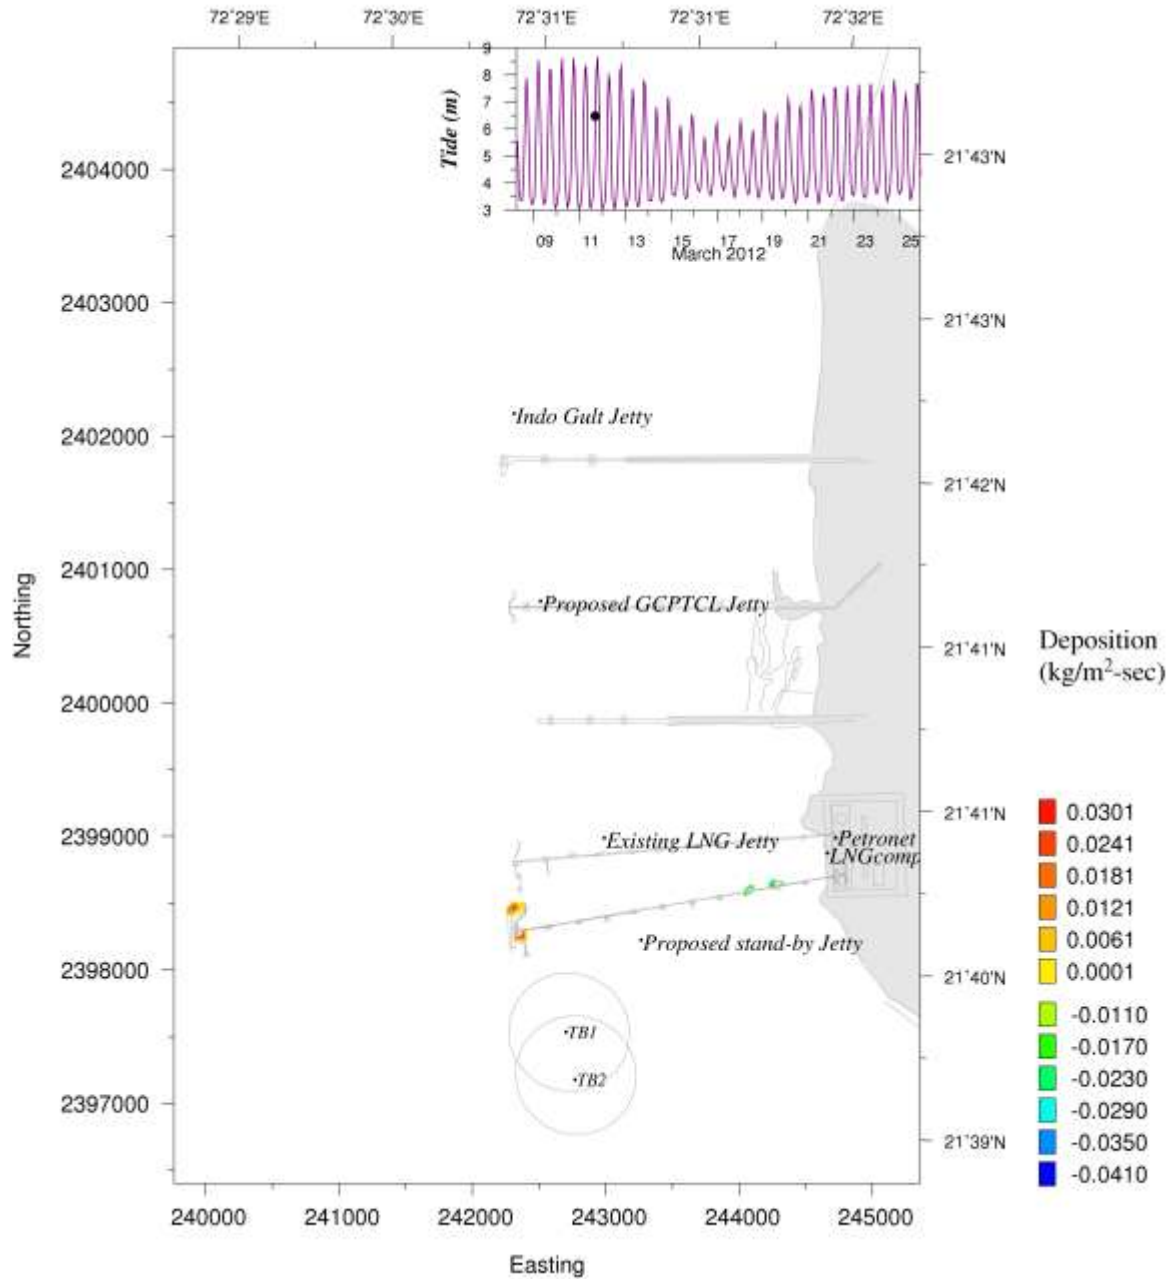 72°29'E 72°30'E 72°31'E 72°31'E 72°32'E
9
8
7
6
5
4
3
Tide (m)
09 11 13 15 17 19 21 23 25
March 2012
2404000
2403000
2402000
2401000
2400000
2399000
2398000
2397000
Northing
21°43'N
21°43'N
21°42'N
21°41'N
21°41'N
21°40'N
21°39'N
Indo Gult Jetty
Proposed GCPTCL Jetty
Existing LNG Jetty
Petronet
LNGcomp
Proposed stand-by Jetty
TB1
TB2
240000 241000 242000 243000 244000 245000
Easting
Deposition
(kg/m²-sec)
0.0301
0.0241
0.0181
0.0121
0.0061
0.0001
-0.0110
-0.0170
-0.0230
-0.0290
-0.0350
-0.0410